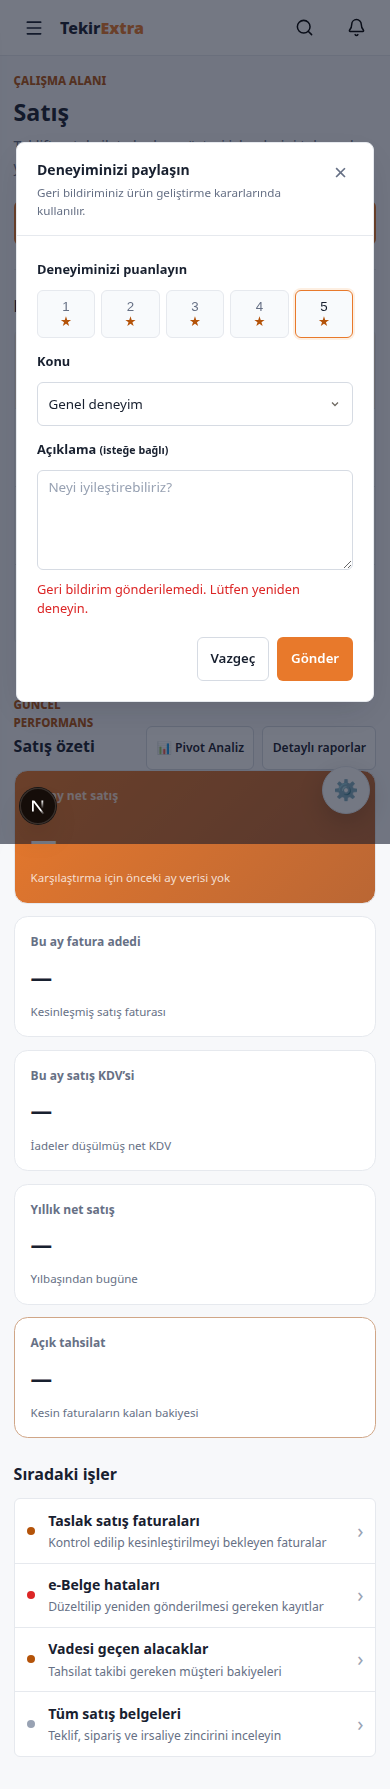 TekirExtra
ÇALIŞMA ALANI
Satış
Deneyiminizi paylaşın
Geri bildiriminiz ürün geliştirme kararlarında
kullanılır.
Deneyiminizi puanlayın
1 2 3 4 5
★ ★ ★ ★ ★
Konu
Genel deneyim
Açıklama (isteğe bağlı)
Neyi iyileştirebiliriz?
Geri bildirim gönderilemedi. Lütfen yeniden
deneyin.
Vazgeç Gönder
GÜNCEL
PERFORMANS
Satış özeti
Pivot Analiz Detaylı raporlar
ay net satış
—
Karşılaştırma için önceki ay verisi yok
Bu ay fatura adedi
—
Kesinleşmiş satış faturası
Bu ay satış KDV'si
—
İadeler düşülmüş net KDV
Yıllık net satış
—
Yılbaşından bugüne
Açık tahsilat
—
Kesin faturaların kalan bakiyesi
Sıradaki işler
Taslak satış faturaları
Kontrol edilip kesinleştirilmeyi bekleyen faturalar
e-Belge hataları
Düzeltilip yeniden gönderilmesi gereken kayıtlar
Vadesi geçen alacaklar
Tahsilat takibi gereken müşteri bakiyeleri
Tüm satış belgeleri
Teklif, sipariş ve irsaliye zincirini inceleyin